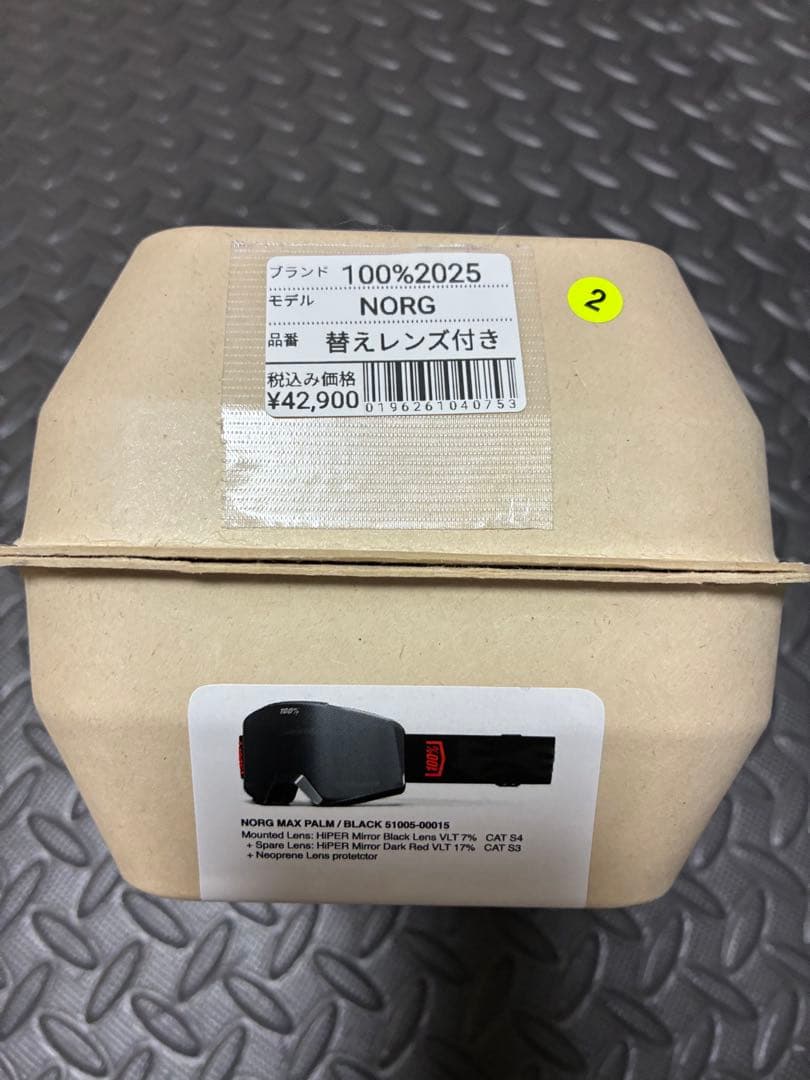 ブランド 100%2025
モデル NORG
品番 替えレンズ付き
税込み価格
¥42,900
0196261040753
2
100%
100%
NORG MAX PALM / BLACK 51005-00015
Mounted Lens: HiPER Mirror Black Lens VLT 7% CAT S4
+ Spare Lens: HiPER Mirror Dark Red VLT 17% CAT S3
+ Neoprene Lens protetctor